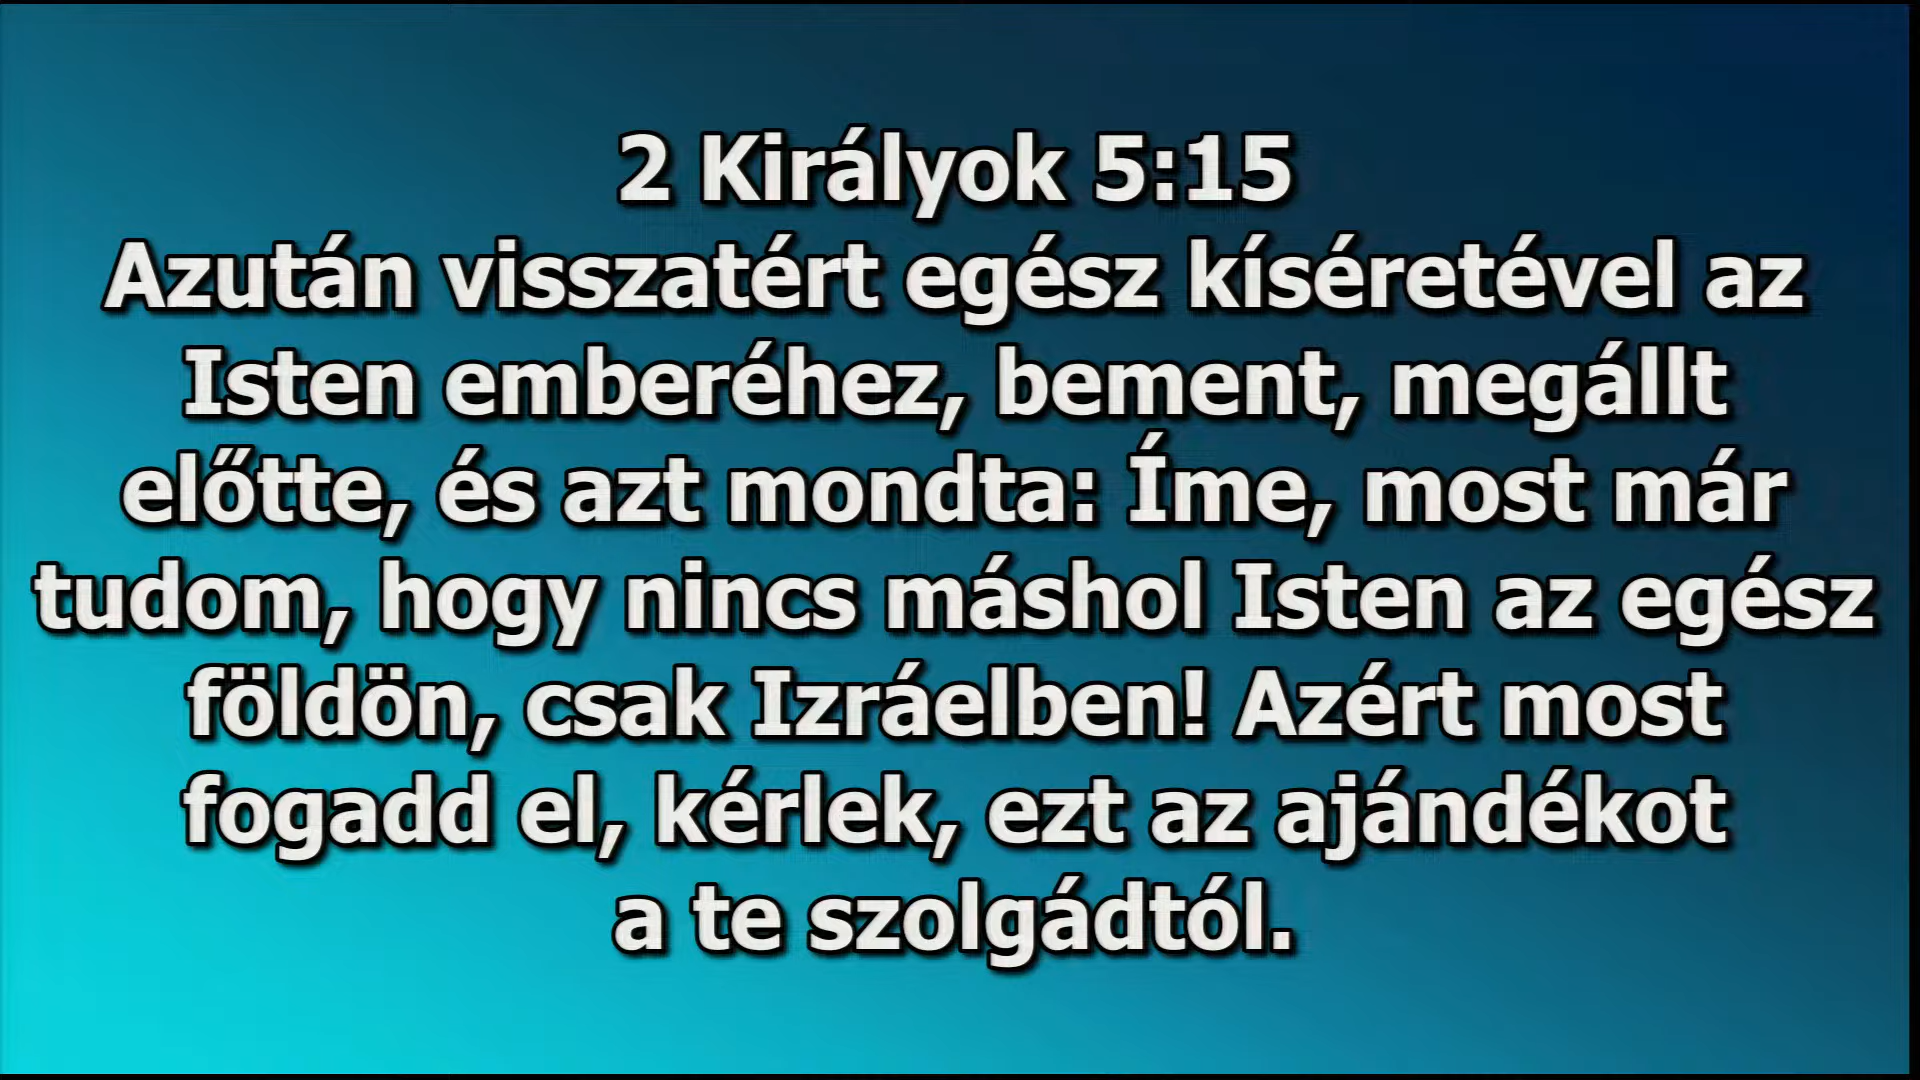 2 Királyok 5:15
Azután visszatért egész kíséretével az
Isten emberéhez, bement, megállt
előtte, és azt mondta: Íme, most már
tudom, hogy nincs máshol Isten az egész
földön, csak Izráelben! Azért most
fogadd el, kérlek, ezt az ajándékot
a te szolgádtól.